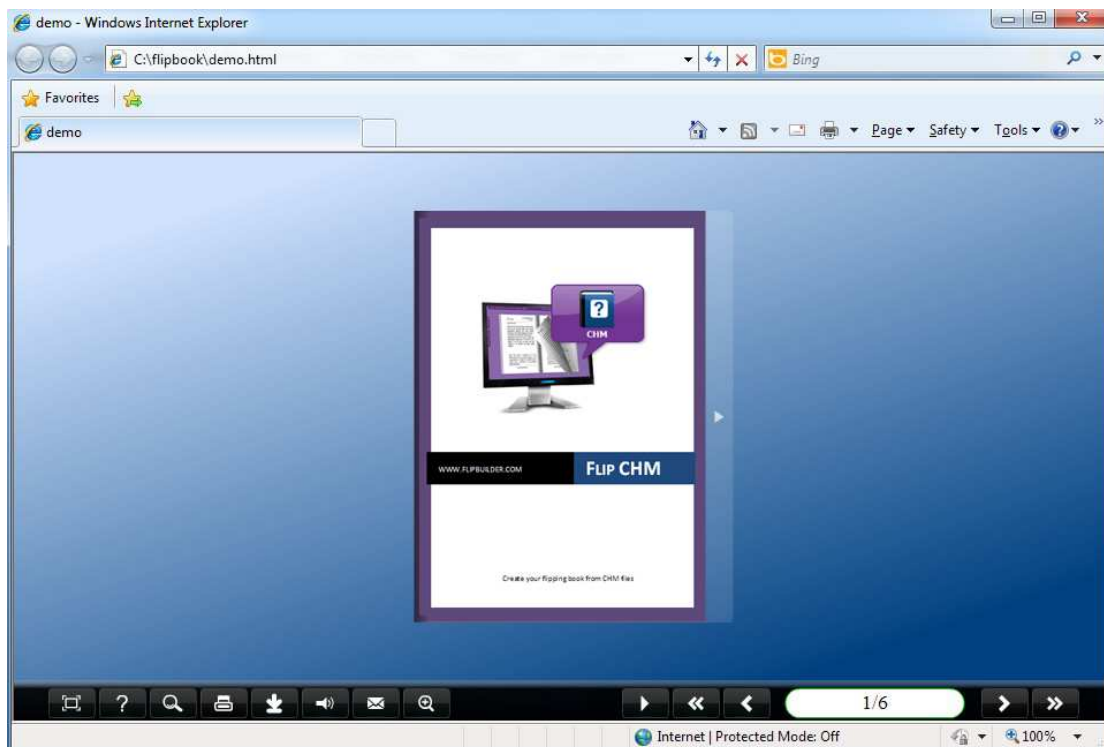 demo - Windows Internet Explorer
C:\flipbook\demo.html
Bing
Favorites
demo
Page Safety Tools
?
CHM
WWW.FLIPBUILDER.COM FLIP CHM
Create your flipping book from CHM files
? 1/6
Internet | Protected Mode: Off 100%